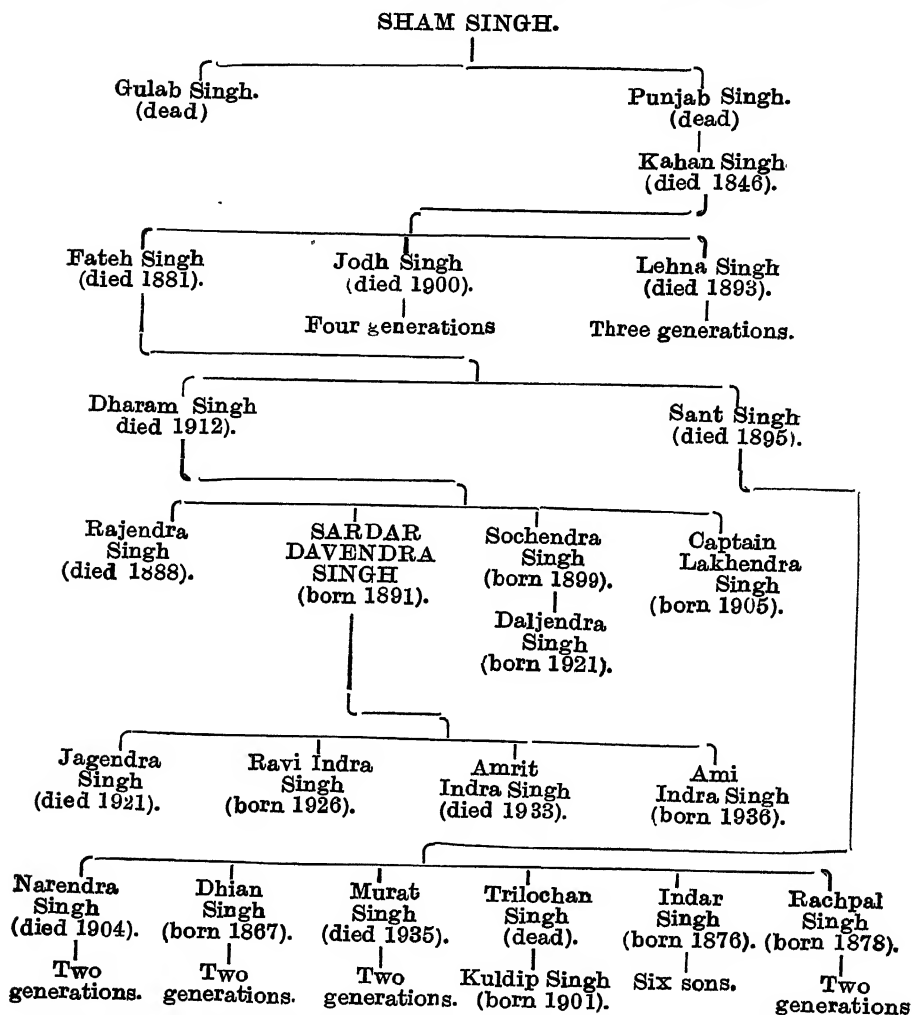 SHAM SINGH.
Gulab Singh.
(dead)
Punjab Singh.
(dead)
Kahan Singh
(died 1846).
Fateh Singh
(died 1881).
Jodh Singh
(died 1900).
Lehna Singh
(died 1893).
Four generations
Three generations.
Dharam Singh
died 1912).
Sant Singh
(died 1895).
Rajendra
Singh
(died 1888).
SARDAR
DAVENDRA
SINGH
(born 1891).
Sochendra
Singh
(born 1899)
Daljendra
Singh
(born 1921).
Captain
Lakhendra
Singh
(born 1905).
Jagendra
Singh
(died 1921).
Ravi Indra
Singh
(born 1926).
Amrit
Indra Singh
(died 1933).
Ami
Indra Singh
(born 1936).
Narendra
Singh
(died 1904).
Two
generations.
Dhian
Singh
(born 1867).
Two
generations.
Murat
Singh
(died 1935).
Two
generations.
Trilochan
Singh
(dead).
Kuldip Singh
(born 1901).
Indar
Singh
(born 1876).
Six sons.
Rachpal
Singh
(born 1878).
Two
generations